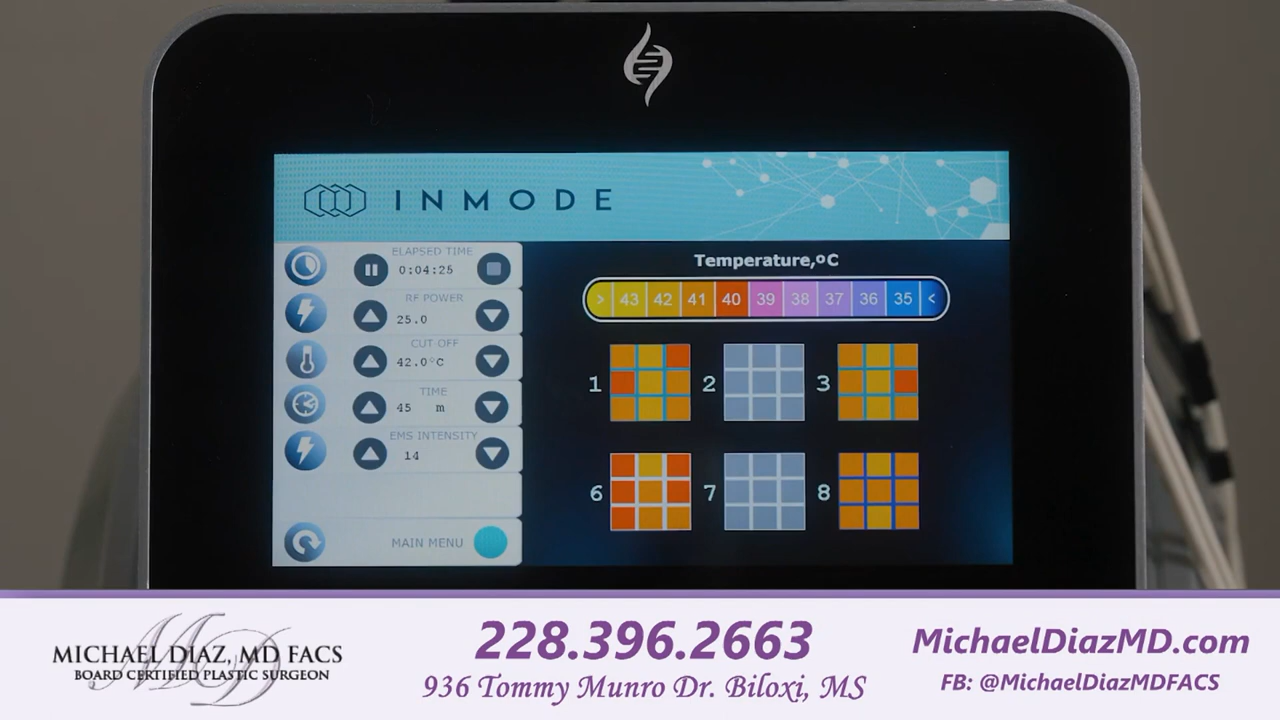 INMODE
ELAPSED TIME
0:04:25
RF POWER
25.0
CUT OFF
42.0°C
TIME
45 m
EMS INTENSITY
14
MAIN MENU
Temperature,ºC
> 43 42 41 40 39 38 37 36 35 <
1 2 3
6 7 8
MD
MICHAEL DIAZ, MD FACS
BOARD CERTIFIED PLASTIC SURGEON
228.396.2663
936 Tommy Munro Dr. Biloxi, MS
MichaelDiazMD.com
FB: @MichaelDiazMDFACS